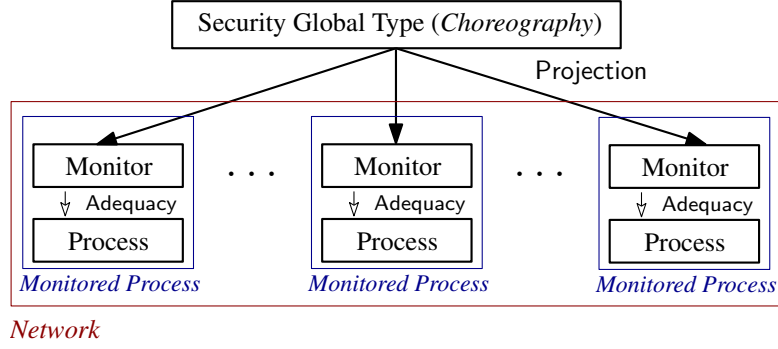 Security Global Type (Choreography)
Projection
Monitor
. . .
Monitor
. . .
Monitor
Adequacy
Adequacy
Adequacy
Process
Process
Process
Monitored Process
Monitored Process
Monitored Process
Network